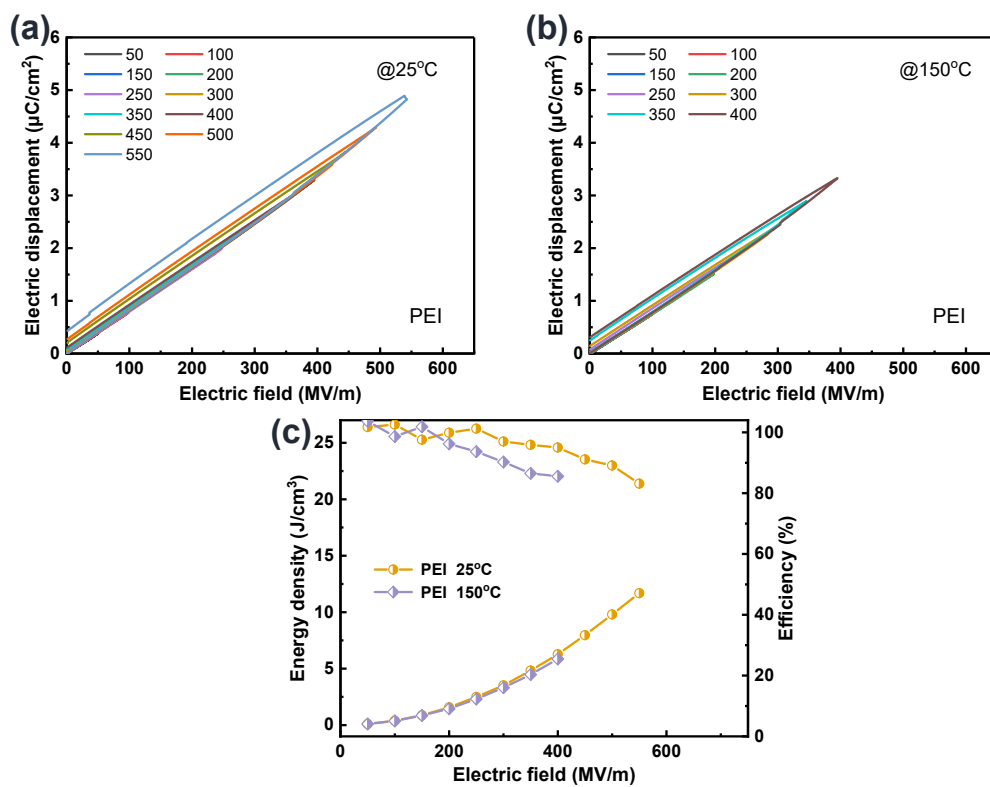 (a)
Electric displacement (μC/cm²)
6
5
4
3
2
1
0
50 100
150 200
250 300
350 400
450 500
550
@25°C
PEI
0 100 200 300 400 500 600
Electric field (MV/m)
(b)
Electric displacement (μC/cm²)
6
5
4
3
2
1
0
50 100
150 200
250 300
350 400
@150°C
PEI
0 100 200 300 400 500 600
Electric field (MV/m)
(c)
Energy density (J/cm³)
25
20
15
10
5
0
PEI 25°C
PEI 150°C
100
80
60
40
20
0
Efficiency (%)
0 200 400 600
Electric field (MV/m)